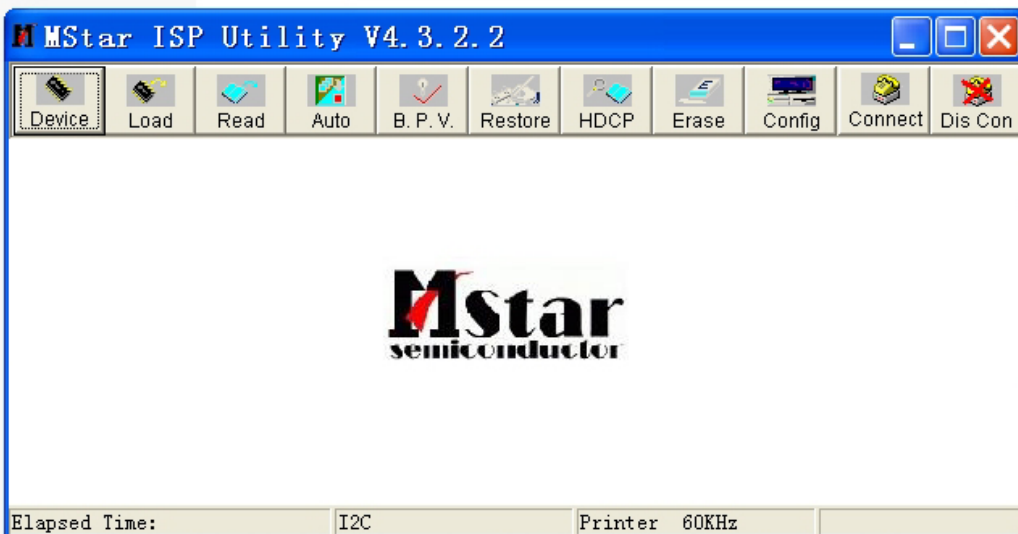 MStar ISP Utility V4.3.2.2
Device Load Read Auto B.P.V. Restore HDCP Erase Config Connect Dis Con
MStar
semiconductor
Elapsed Time: I2C Printer 60KHz